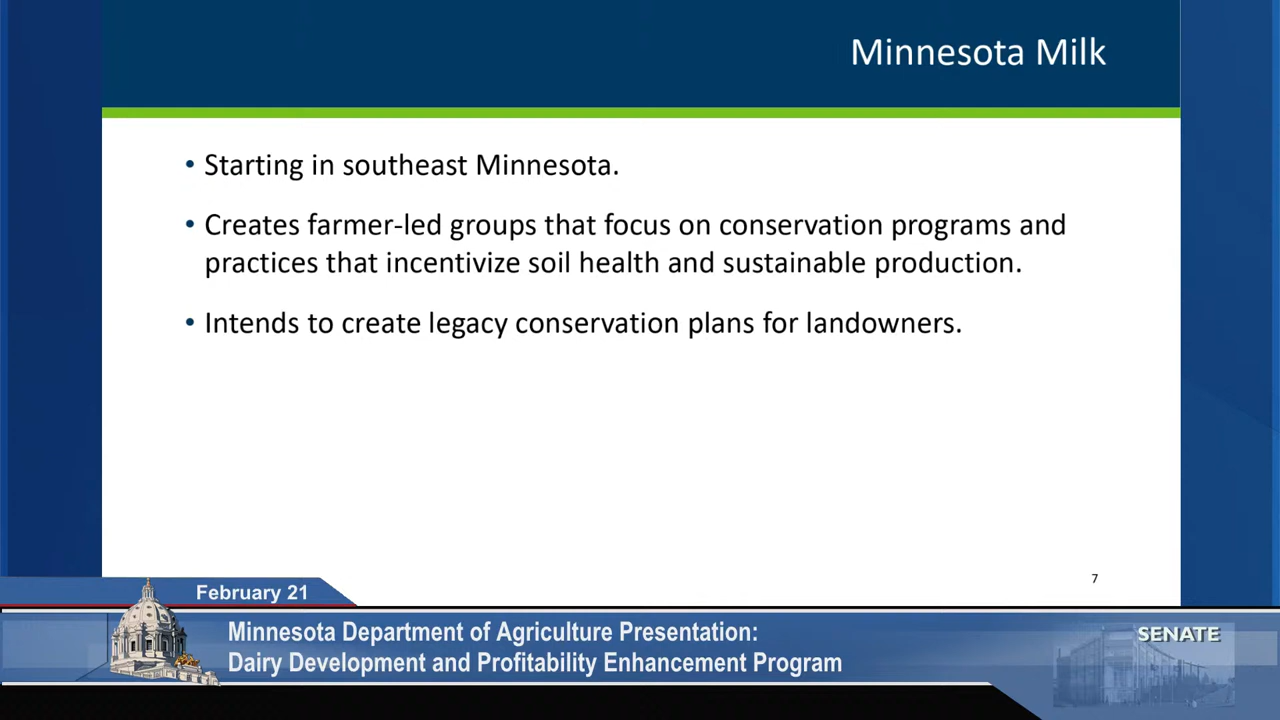 Minnesota Milk
• Starting in southeast Minnesota.
• Creates farmer-led groups that focus on conservation programs and
practices that incentivize soil health and sustainable production.
• Intends to create legacy conservation plans for landowners.
7
February 21
Minnesota Department of Agriculture Presentation:
Dairy Development and Profitability Enhancement Program
SENATE